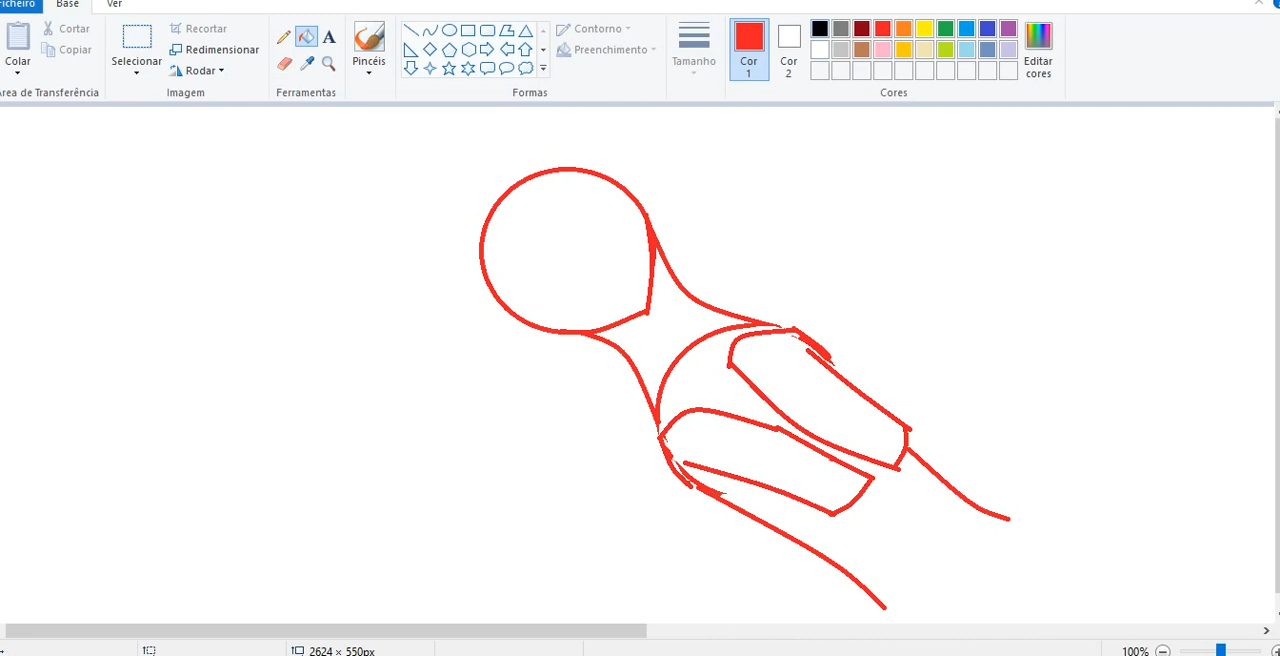 Ficheiro Base Ver
Colar
Cortar
Copiar
Área de Transferência
Selecionar
Recortar
Redimensionar
Rodar
Imagem
A
Ferramentas
Pincéis
Contorno
Preenchimento
Formas
Tamanho
Cor
1
Cor
2
Editar
cores
Cores
2624 × 550px
100%